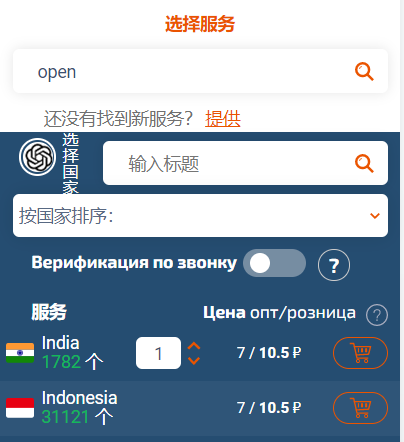 选择服务
open
还没有找到新服务？ 提供
选择国家
输入标题
按国家排序：
Верификация по звонку ?
服务 Цена опт/розница ?
India
1782 个 1 7 / 10.5 ₽
Indonesia
31121 个 7 / 10.5 ₽